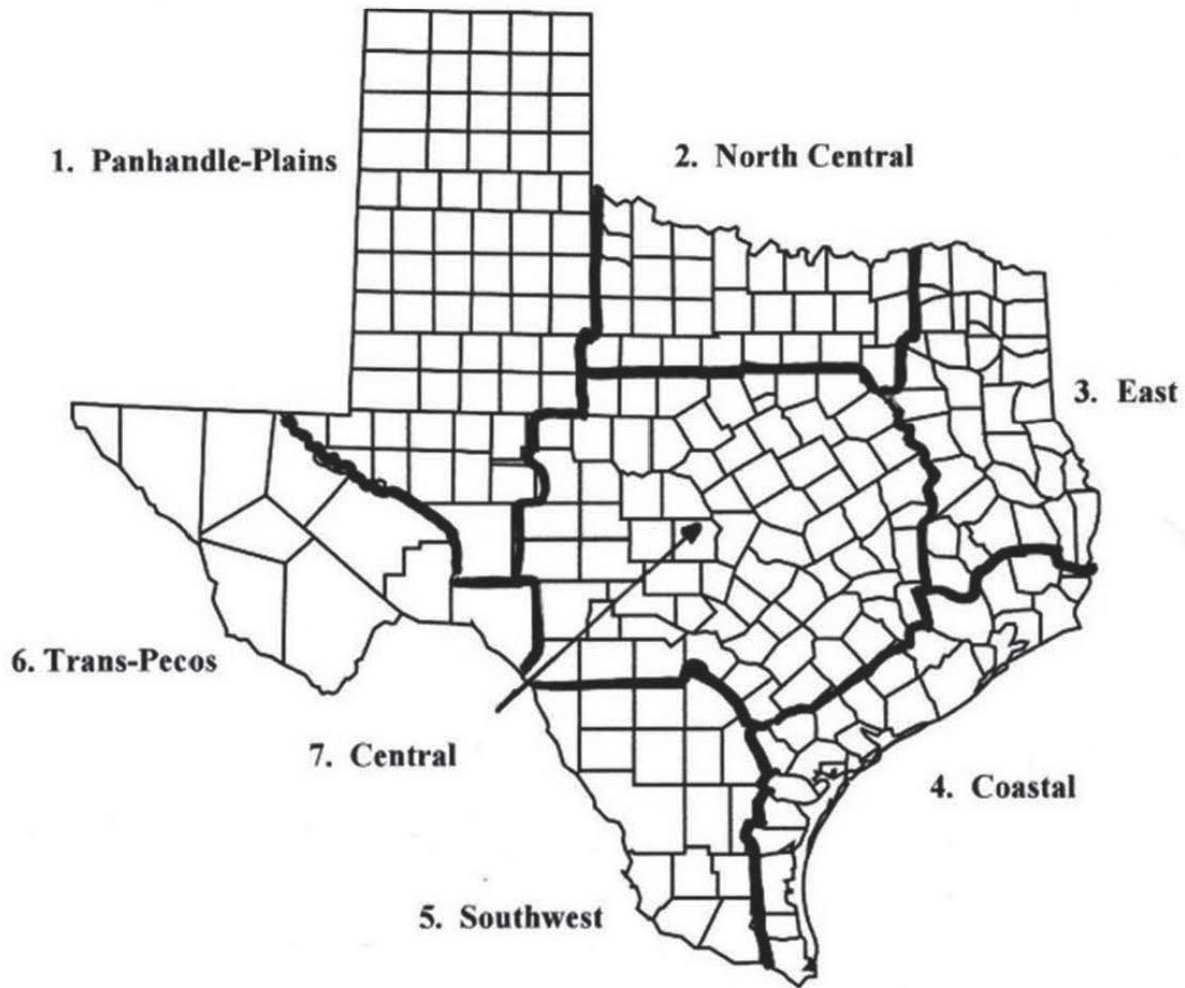 1. Panhandle-Plains
2. North Central
3. East
6. Trans-Pecos
7. Central
4. Coastal
5. Southwest